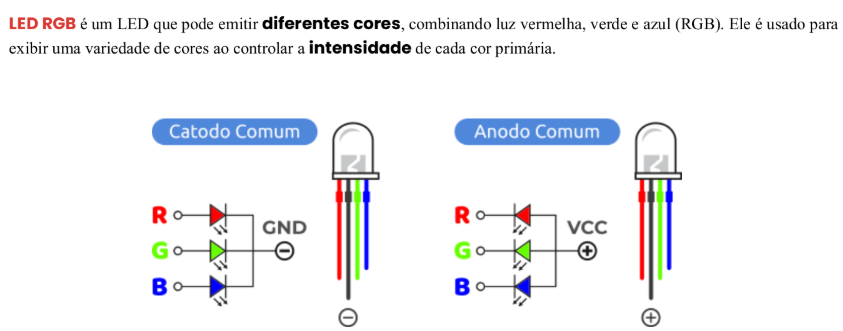 LED RGB é um LED que pode emitir diferentes cores, combinando luz vermelha, verde e azul (RGB). Ele é usado para
exibir uma variedade de cores ao controlar a intensidade de cada cor primária.
Catodo Comum
R
G
B
GND
Anodo Comum
R
G
B
VCC